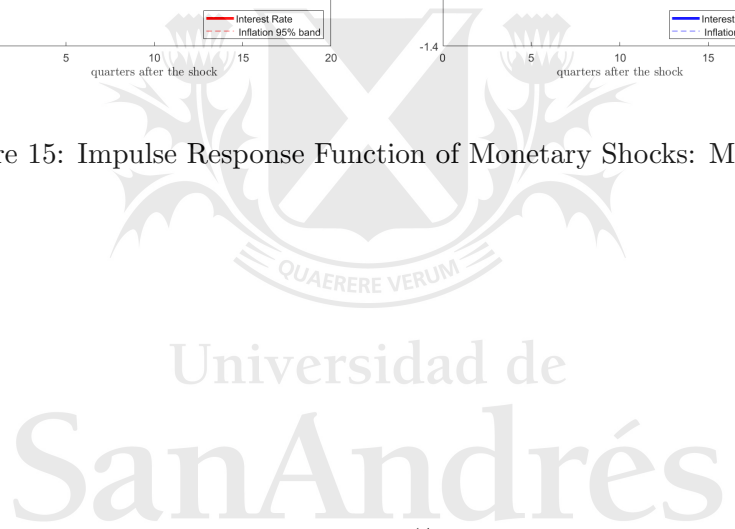 Interest Rate
Inflation 95% band
Interest
Inflation
-1.4
5 10 15 20
0 5 10 15
quarters after the shock
quarters after the shock
re 15: Impulse Response Function of Monetary Shocks: M
QUAERERE VERUM
Universidad de
SanAndrés